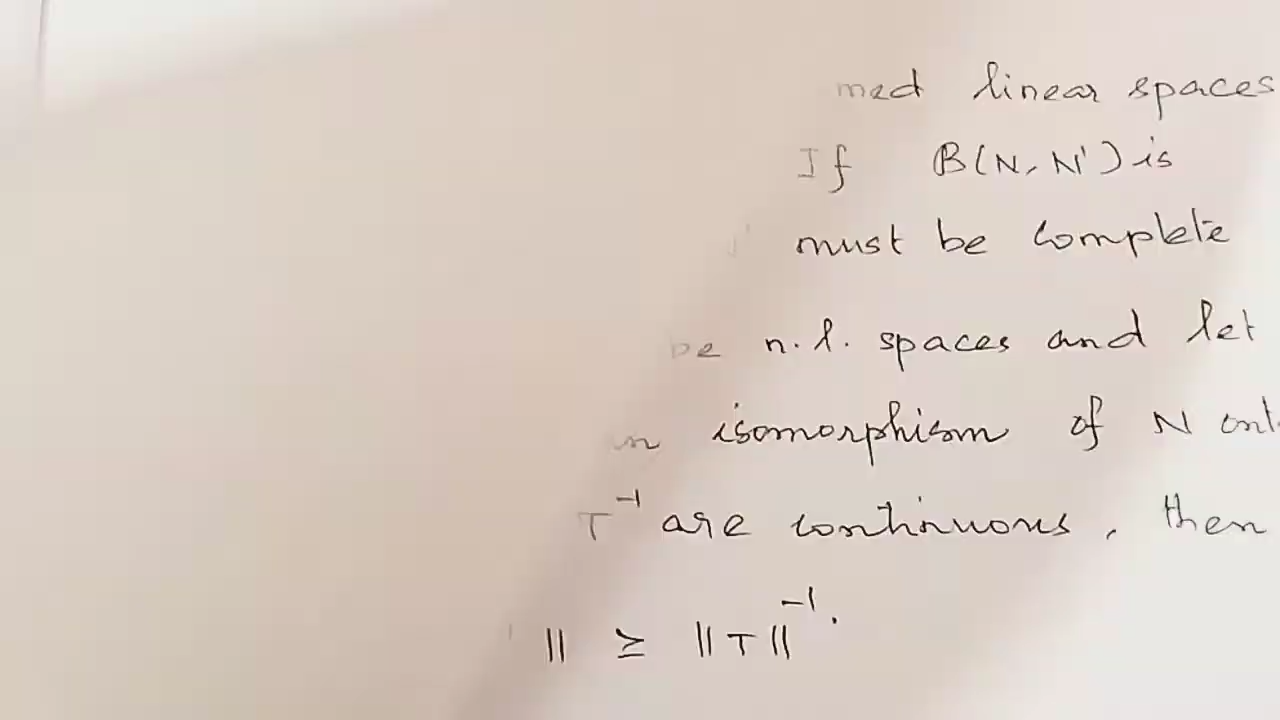 med linear spaces
If B(N, N') is
must be complete
be n.l. spaces and let
n isomorphism of N ont
T⁻¹ are continuous, then
|| ≥ ||T||⁻¹.